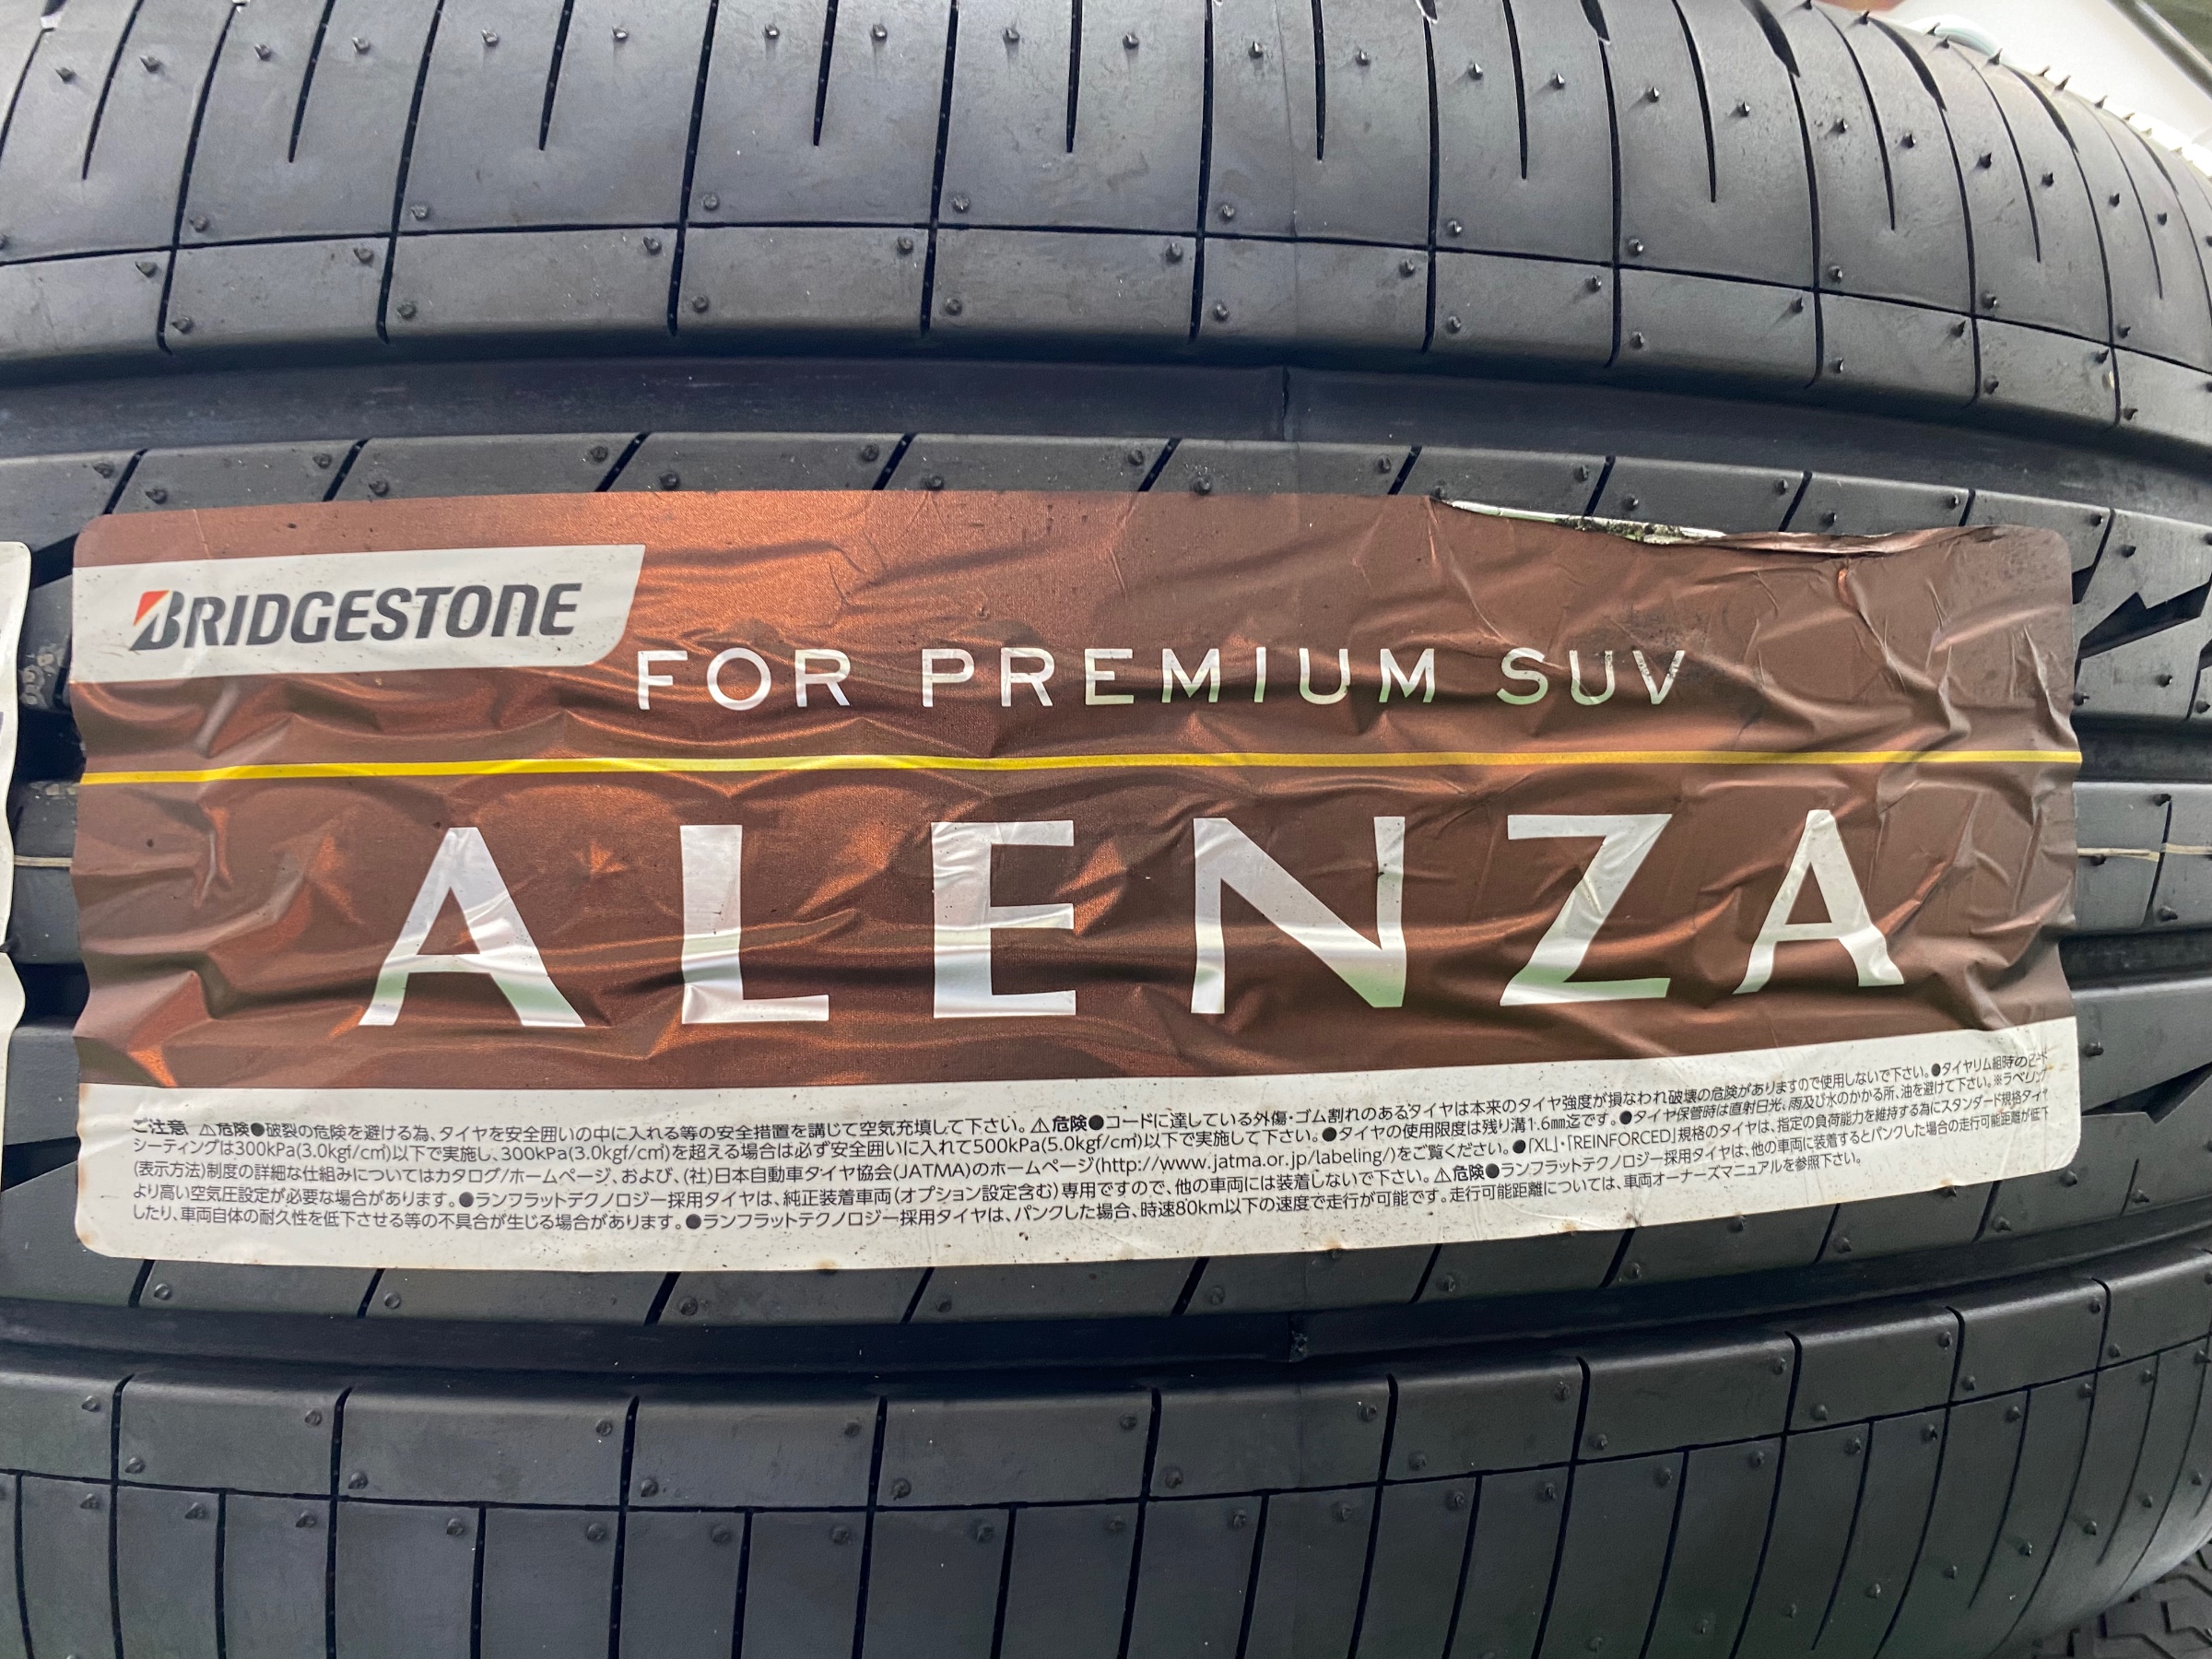 BRIDGESTONE
FOR PREMIUM SUV
ALENZA
ご注意 ⚠危険●破裂の危険を避ける為、タイヤを安全囲いの中に入れる等の安全措置を講じて空気充填して下さい。⚠危険●コードに達している外傷・ゴム割れのあるタイヤは本来のタイヤ強度が損なわれ破壊の危険がありますので使用しないで下さい。●タイヤリム組時のビード
シーティングは300kPa(3.0kgf/cm²)以下で実施し、300kPa(3.0kgf/cm²)を超える場合は必ず安全囲いに入れて500kPa(5.0kgf/cm²)以下で実施して下さい。●タイヤの使用限度は残り溝1.6mm迄です。●タイヤ保管時は直射日光、雨及び水のかかる所、油を避けて下さい。※ラベリング
(表示方法)制度の詳細な仕組みについてはカタログ/ホームページ、および、(社)日本自動車タイヤ協会(JATMA)のホームページ(http://www.jatma.or.jp/labeling/)をご覧ください。●「XL」・「REINFORCED」規格のタイヤは、指定の負荷能力を維持する為にスタンダード規格タイヤ
より高い空気圧設定が必要な場合があります。●ランフラットテクノロジー採用タイヤは、純正装着車両(オプション設定含む)専用ですので、他の車両には装着しないで下さい。⚠危険●ランフラットテクノロジー採用タイヤは、他の車両に装着するとパンクした場合の走行可能距離が低下
したり、車両自体の耐久性を低下させる等の不具合が生じる場合があります。●ランフラットテクノロジー採用タイヤは、パンクした場合、時速80km以下の速度で走行が可能です。走行可能距離については、車両オーナーズマニュアルを参照下さい。